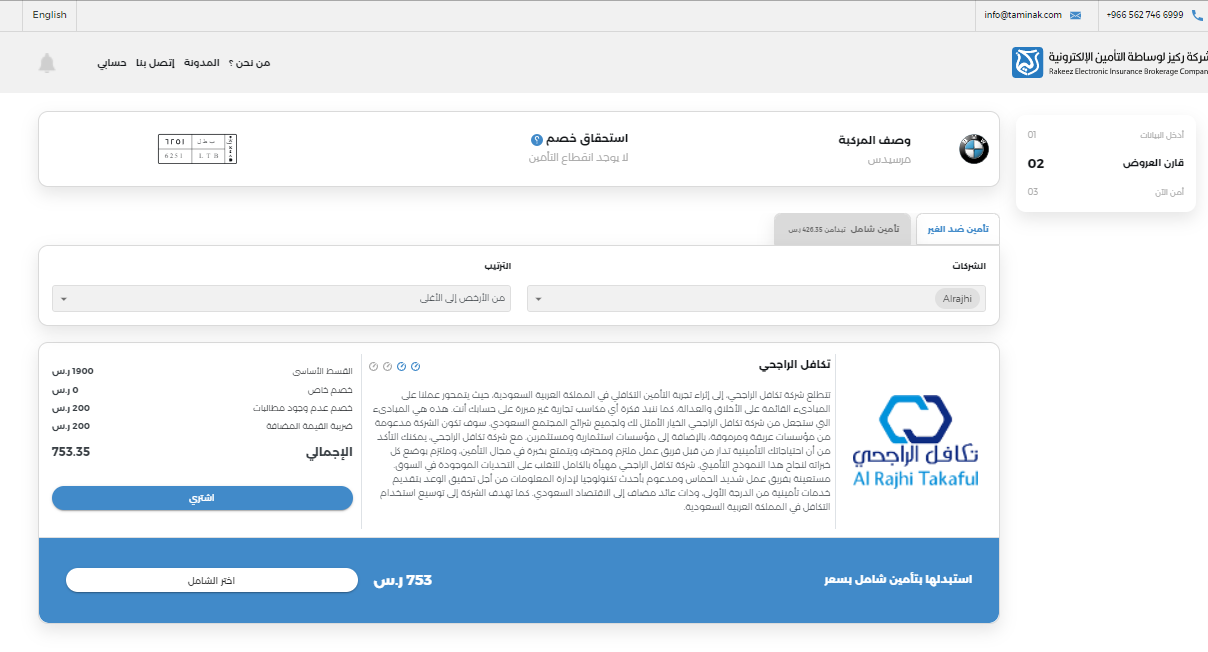 English
info@taminak.com
+966 562 746 6999
شركة ركيز لوساطة التأمين الإلكترونية
Rakeez Electronic Insurance Brokerage Compan
من نحن ؟
المدونة
إتصل بنا
حسابي
أدخل البيانات 01
قارن العروض 02
أمن الآن 03
وصف المركبة
مرسيدس
استحقاق خصم
لا يوجد انقطاع التأمين
٦٢٥١
6251 L T B
تأمين ضد الغير
تأمين شامل تبدأ من 426.35 ر.س
الشركات
Alrajhi
الترتيب
من الأرخص إلى الأغلى
تكافل الراجحي
Al Rajhi Takaful
تكافل الراجحي
تتطلع شركة تكافل الراجحي، إلى إثراء تجربة التأمين التكافلي في المملكة العربية السعودية، حيث يتمحور عملنا على
المبادىء القائمة على الأخلاق والعدالة، كما ننبذ فكرة أي مكاسب تجارية غير مبررة على حسابك أنت. هذه هي المبادىء
التي ستجعل من شركة تكافل الراجحي الخيار الأمثل لك ولجميع شرائح المجتمع السعودي. سوف تكون الشركة مدعومة
من مؤسسات عريقة ومرموقة، بالإضافة إلى مؤسسات استثمارية ومستثمرين. مع شركة تكافل الراجحي، يمكنك التأكد
من أن احتياجاتك التأمينية تدار من قبل فريق عمل ملتزم ومحترف ويتمتع بخبرة في مجال التأمين، وملتزم بوضع كل
خبراته لنجاح هذا النموذج التأميني. شركة تكافل الراجحي مهيأة بالكامل للتغلب على التحديات الموجودة في السوق،
مستعينة بفريق عمل شديد الحماس ومدعوم بأحدث تكنولوجيا لإدارة المعلومات من أجل تحقيق الوعد بتقديم
خدمات تأمينية من الدرجة الأولى، وذات عائد مضاف إلى الاقتصاد السعودي. كما تهدف الشركة إلى توسيع استخدام
التكافل في المملكة العربية السعودية.
القسط الأساسي 1900 ر.س
خصم خاص 0 ر.س
خصم عدم وجود مطالبات 200 ر.س
ضريبة القيمة المضافة 200 ر.س
الإجمالي 753.35
اشتري
استبدلها بتأمين شامل بسعر
753 ر.س
اختر الشامل